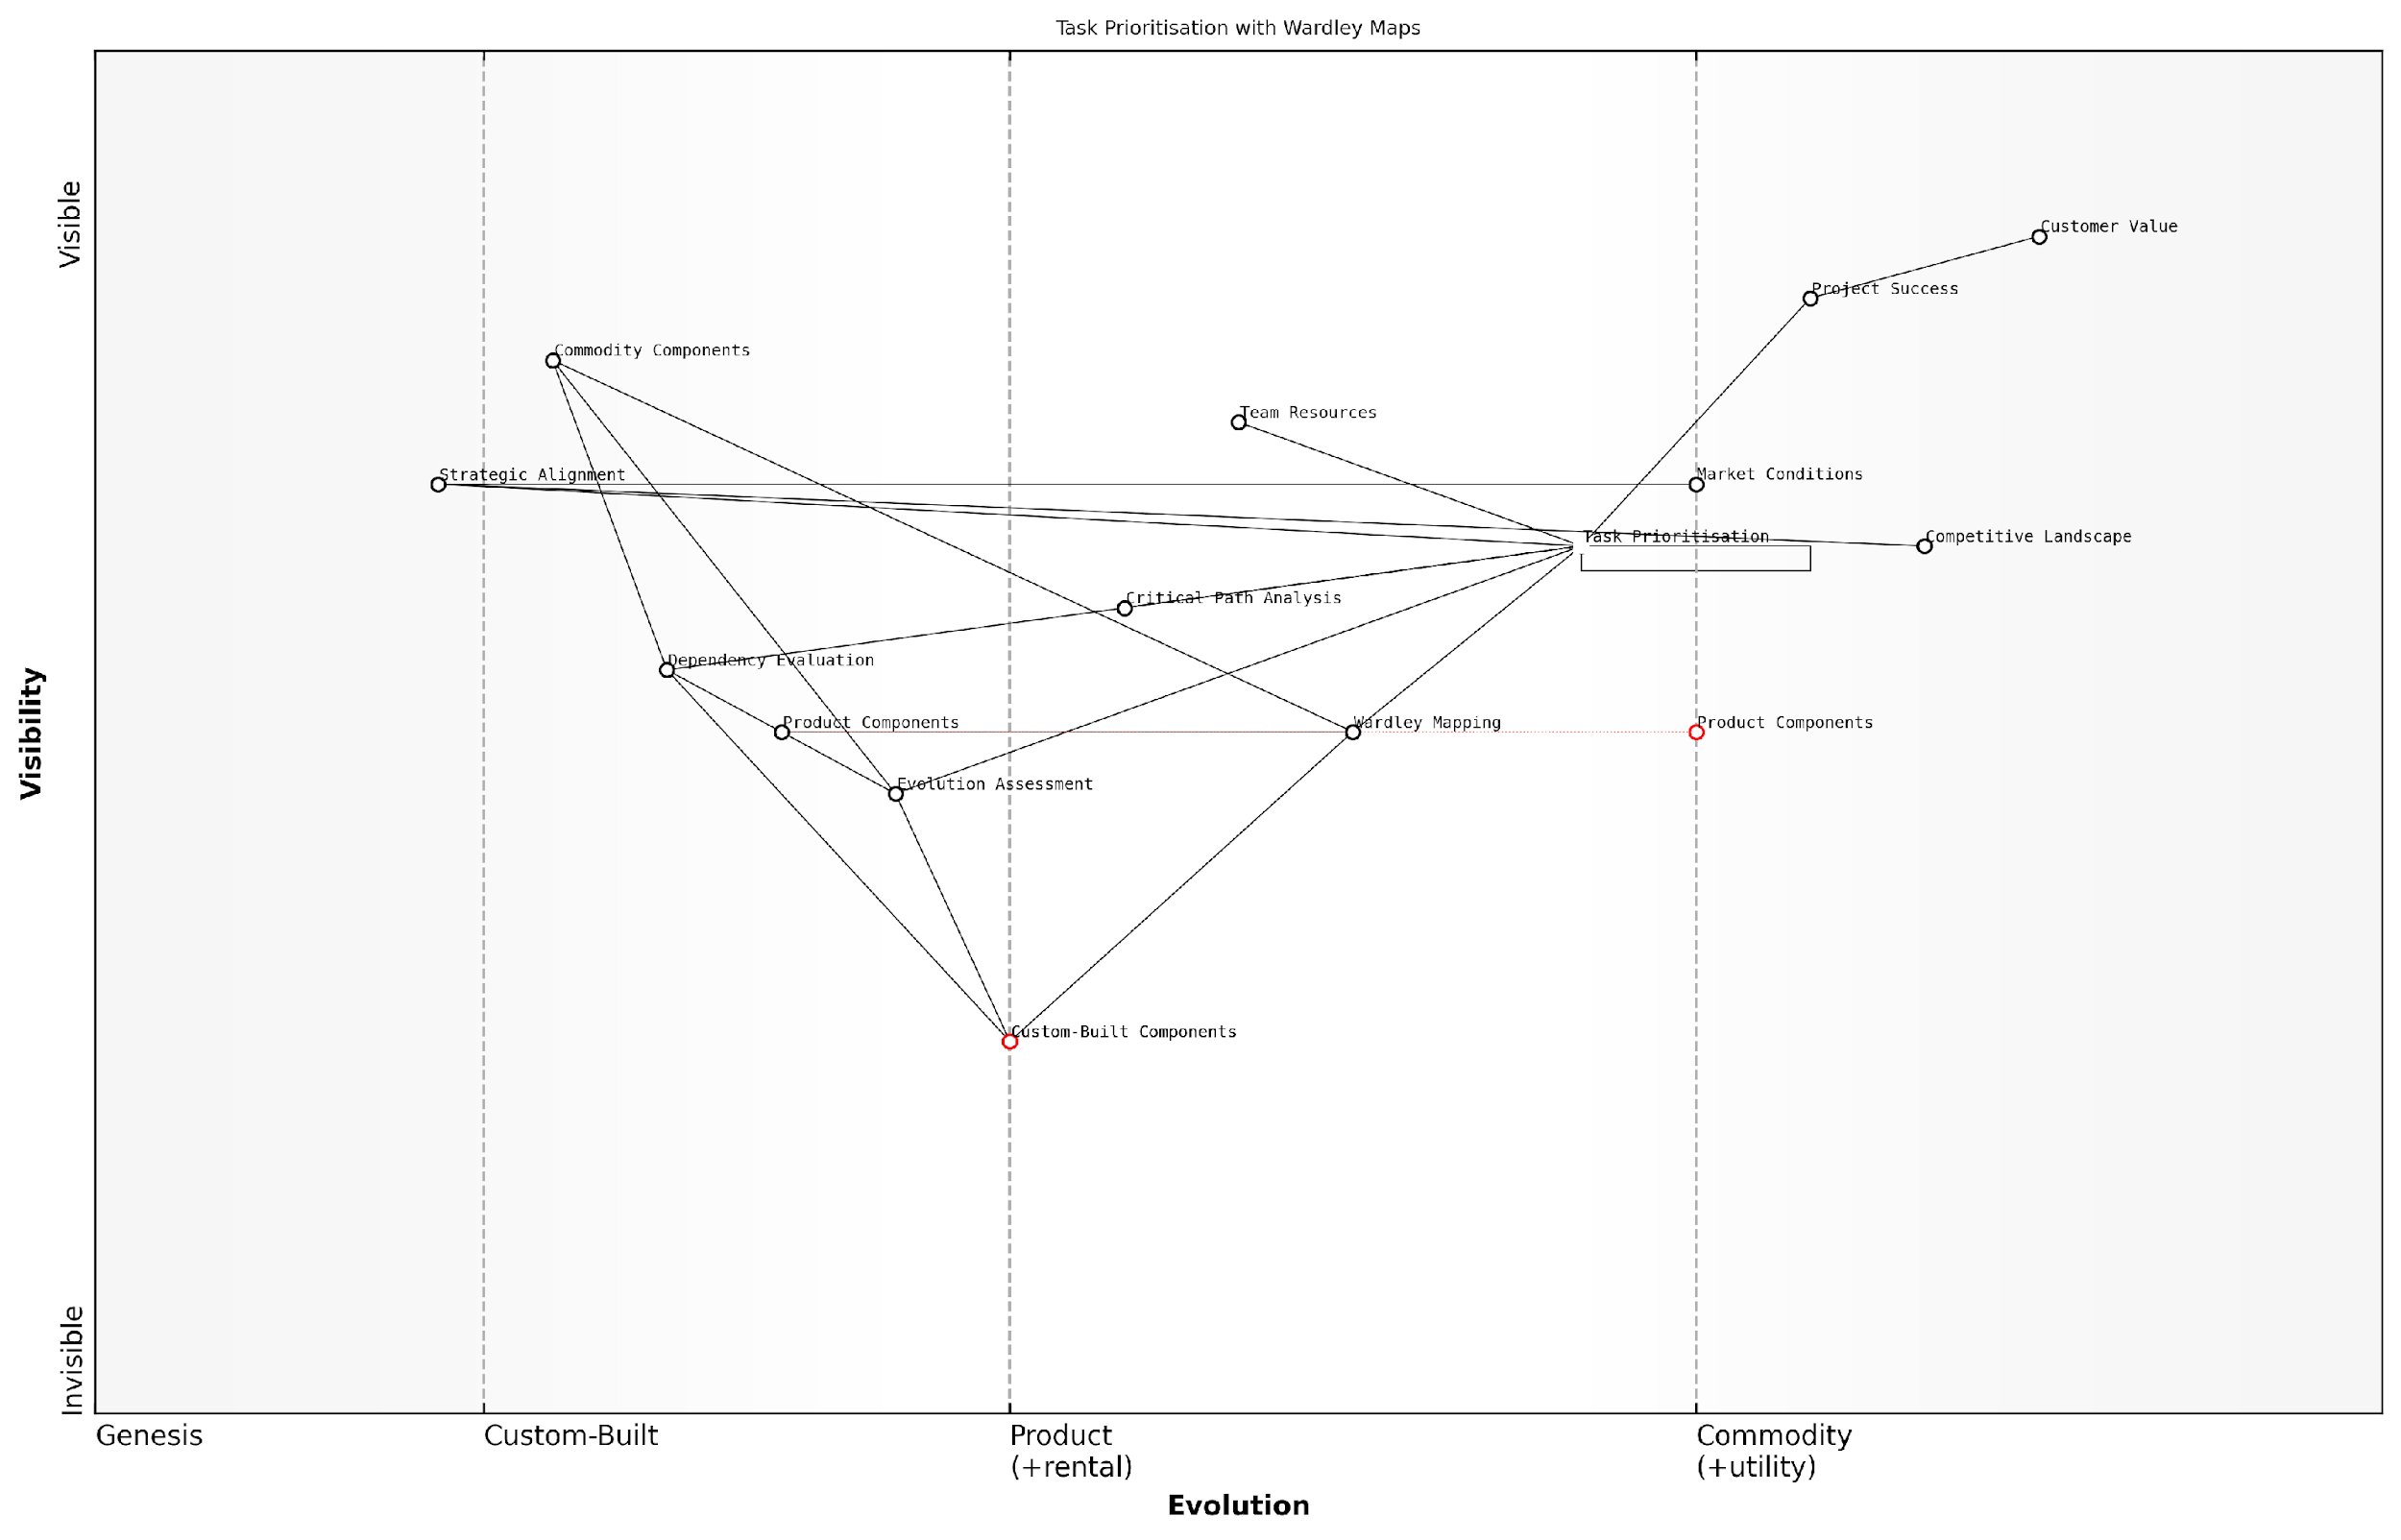 Task Prioritisation with Wardley Maps
Visible
Customer Value
Project Success
Commodity Components
Team Resources
Strategic Alignment
Market Conditions
Task Prioritisation
Competitive Landscape
Critical Path Analysis
Dependency Evaluation
Visibility
Product Components
Wardley Mapping
Product Components
Evolution Assessment
Custom-Built Components
Invisible
Genesis
Custom-Built
Product
(+rental)
Commodity
(+utility)
Evolution